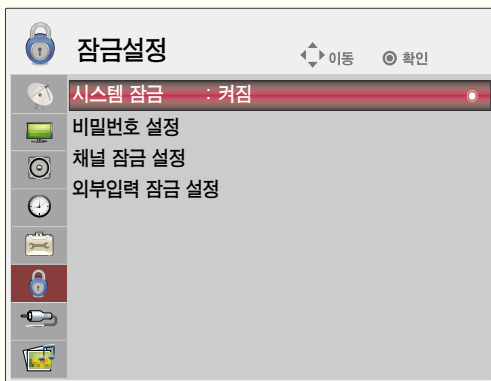 잠금설정 이동 확인
시스템 잠금 : 켜짐
비밀번호 설정
채널 잠금 설정
외부입력 잠금 설정